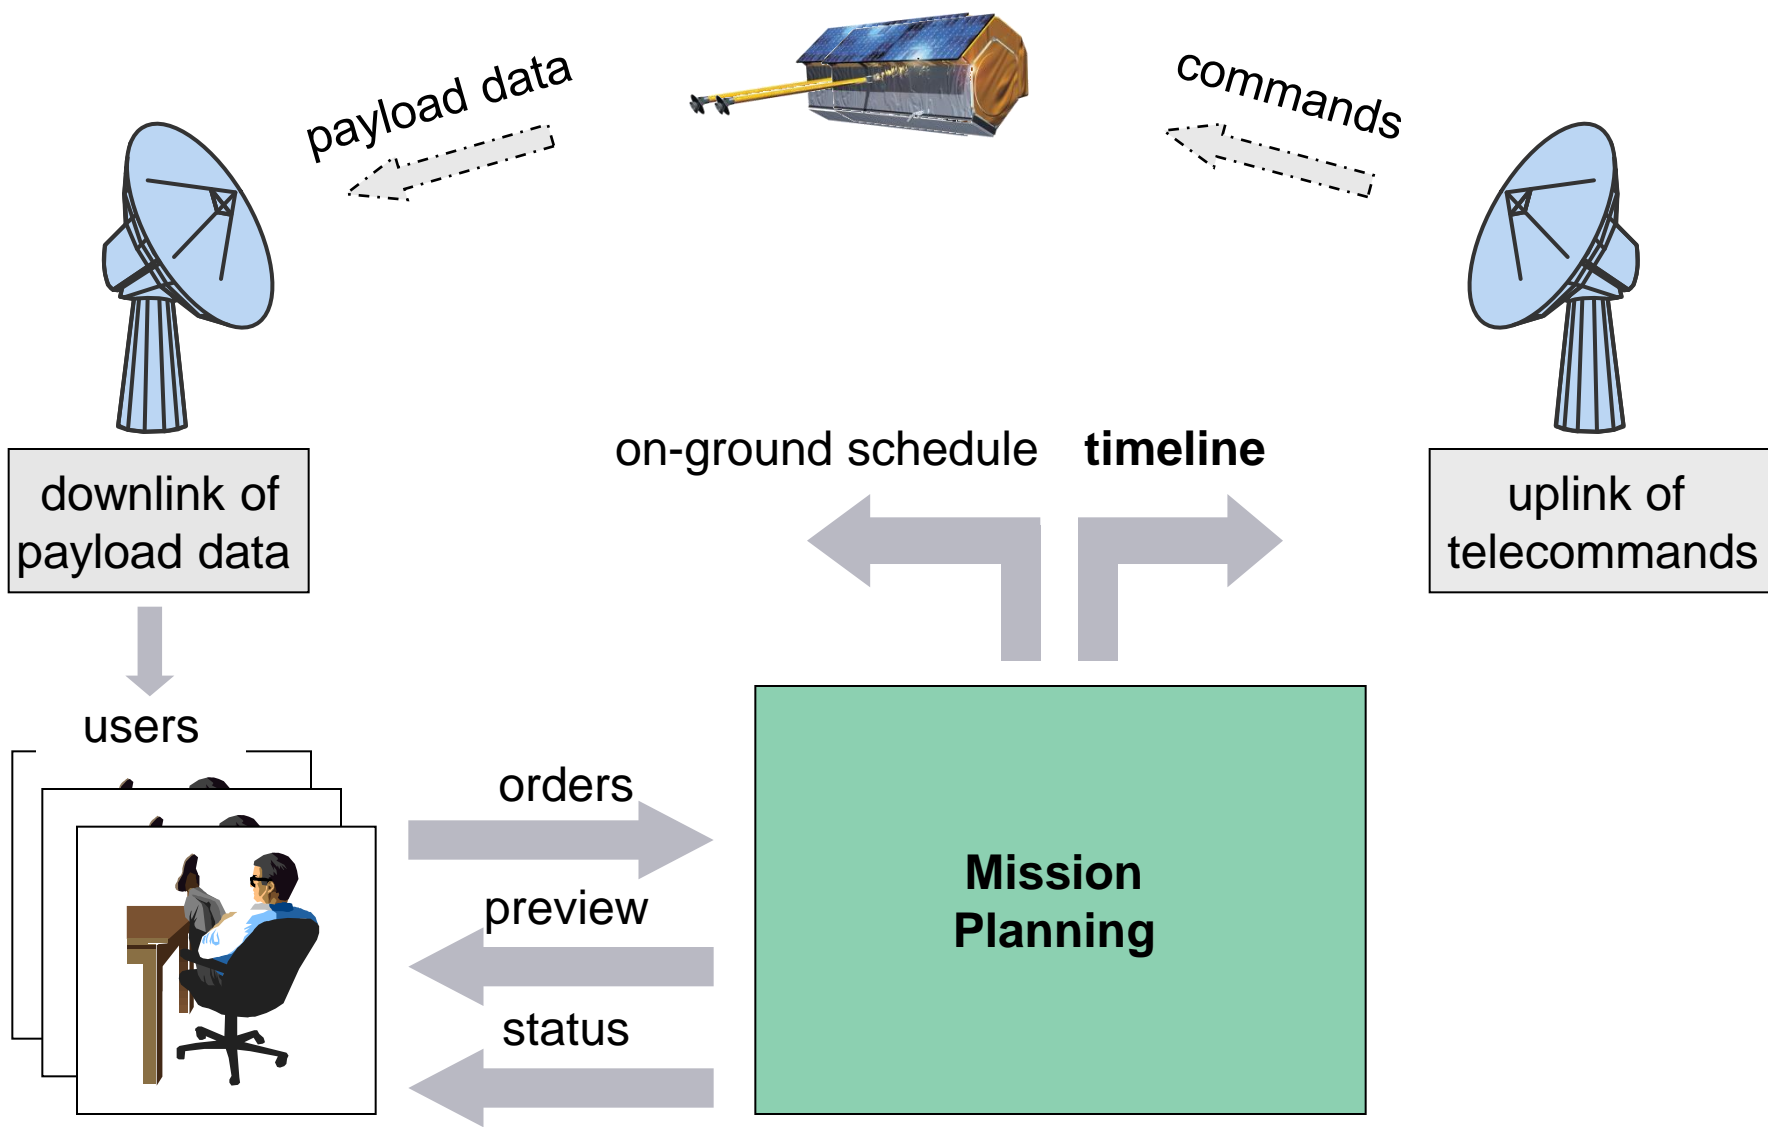 payload data
commands
on-ground schedule
timeline
downlink of
payload data
uplink of
telecommands
users
orders
preview
status
Mission
Planning